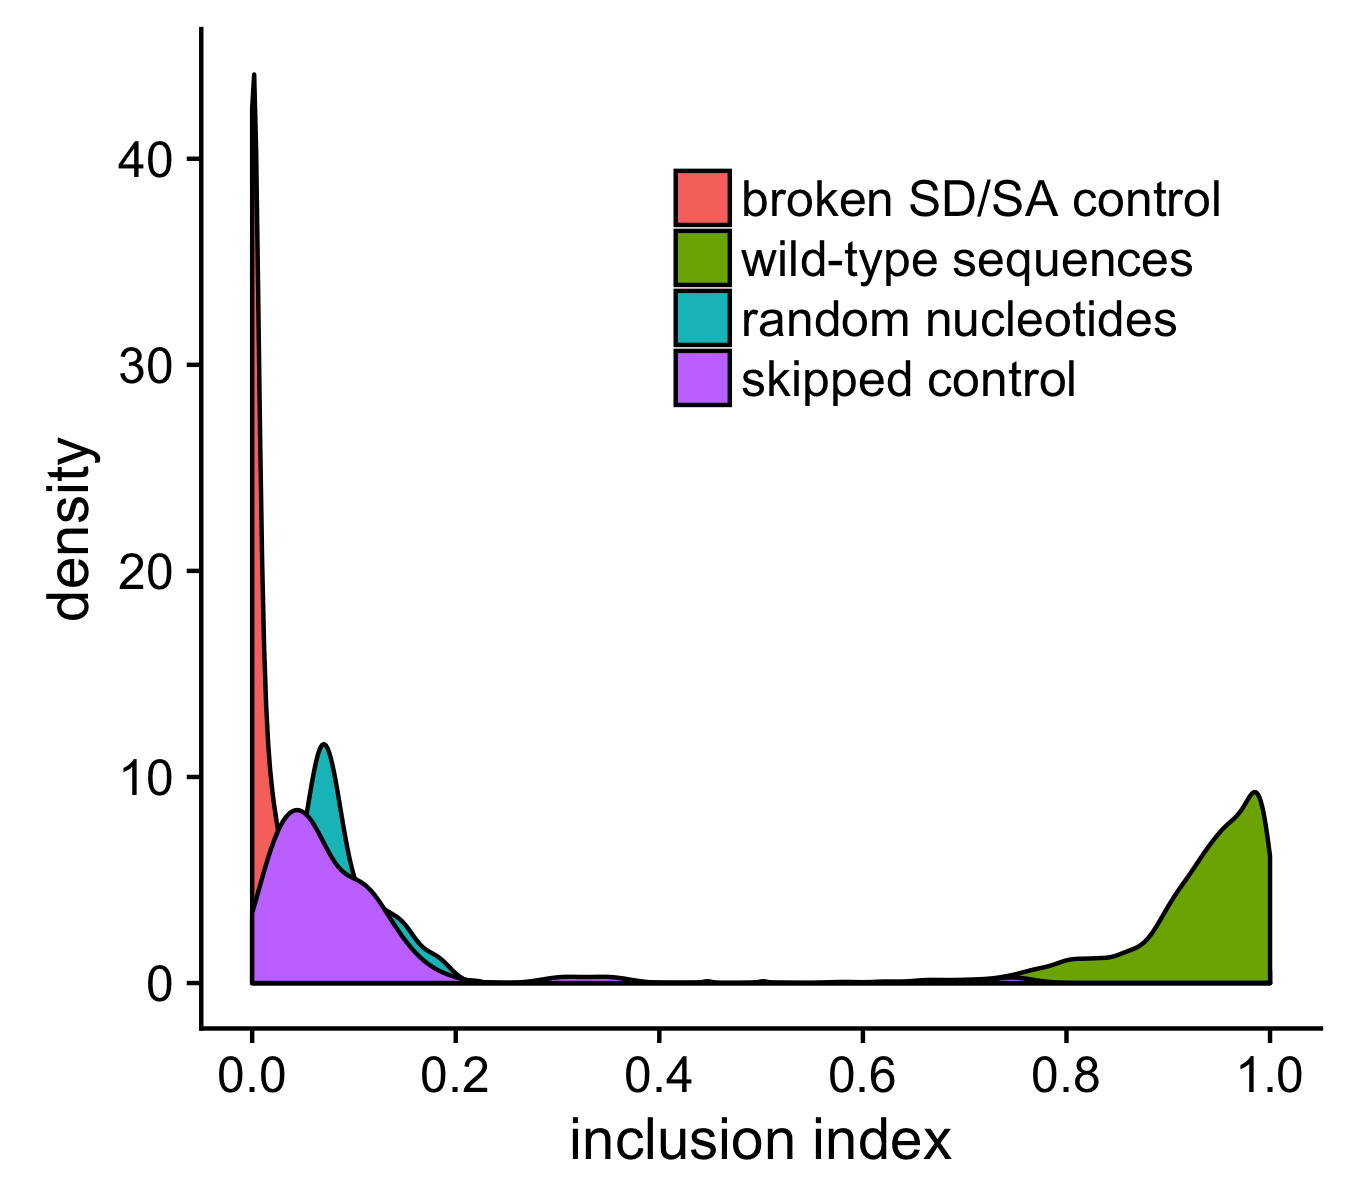 broken SD/SA control
wild-type sequences
random nucleotides
skipped control
density
40
30
20
10
0
0.0 0.2 0.4 0.6 0.8 1.0
inclusion index